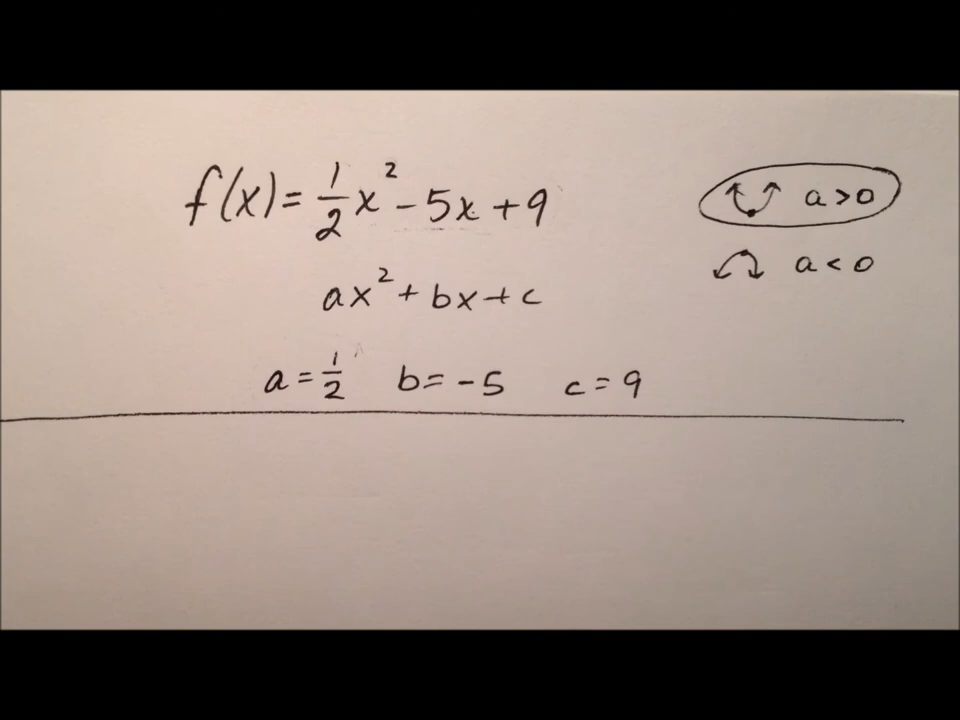 f(x) = 1/2 x² - 5x + 9
a > 0
a < 0
ax² + bx + c
a = 1/2 b = -5 c = 9